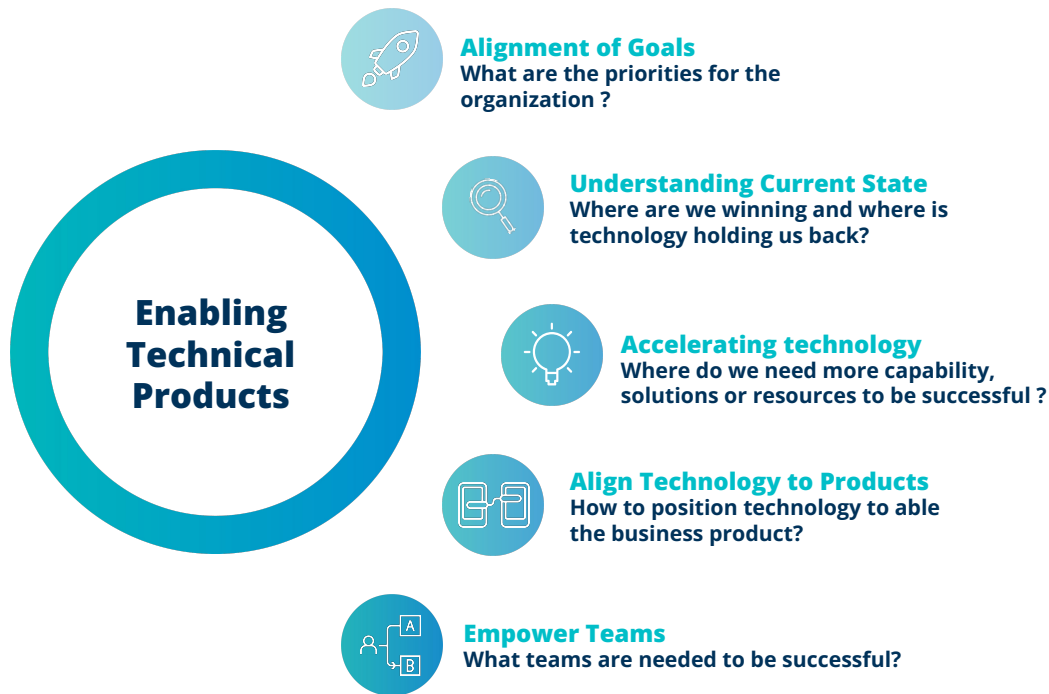 Alignment of Goals
What are the priorities for the
organization ?
Understanding Current State
Where are we winning and where is
technology holding us back?
Enabling
Technical
Products
Accelerating technology
Where do we need more capability,
solutions or resources to be successful ?
Align Technology to Products
How to position technology to able
the business product?
A
B
Empower Teams
What teams are needed to be successful?